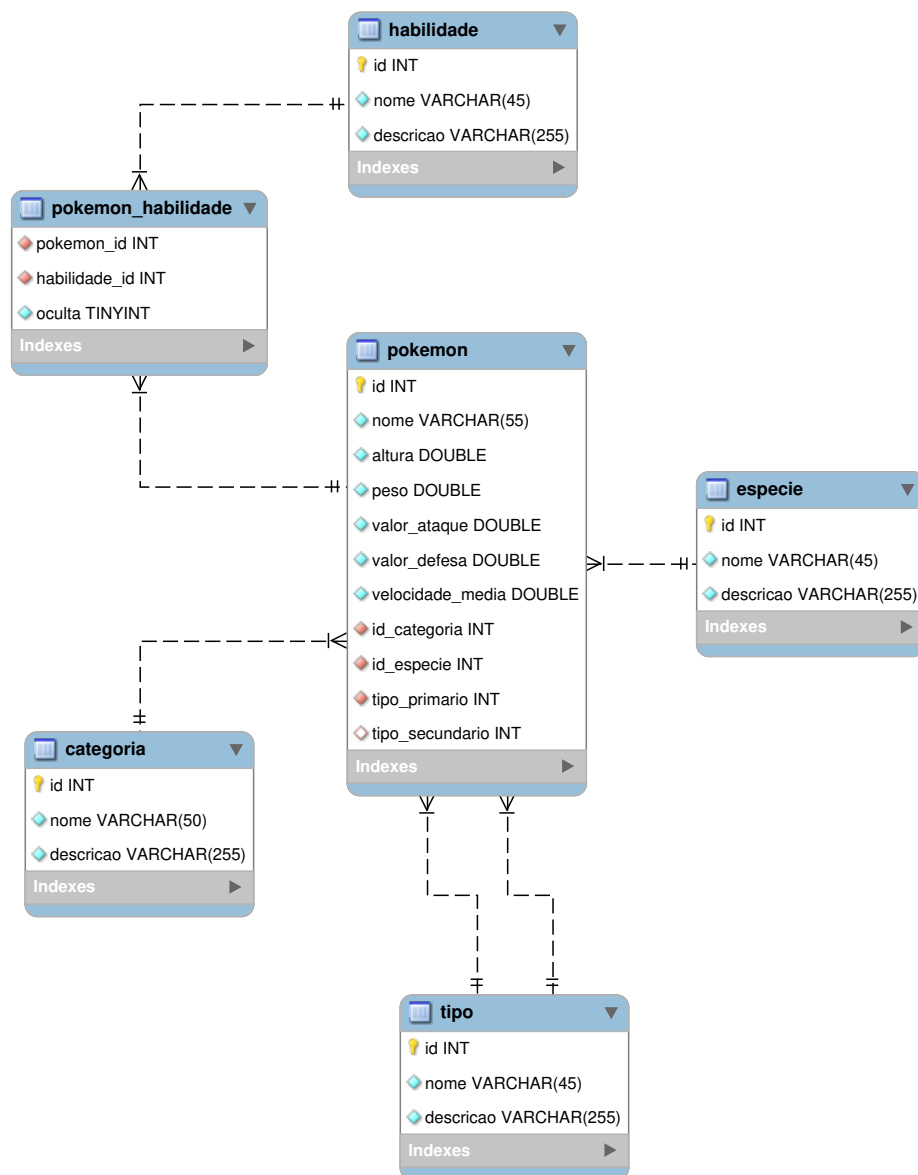 habilidade
id INT
nome VARCHAR(45)
descricao VARCHAR(255)
Indexes
pokemon_habilidade
pokemon_id INT
habilidade_id INT
oculta TINYINT
Indexes
pokemon
id INT
nome VARCHAR(55)
altura DOUBLE
peso DOUBLE
valor_ataque DOUBLE
valor_defesa DOUBLE
velocidade_media DOUBLE
id_categoria INT
id_especie INT
tipo_primario INT
tipo_secundario INT
Indexes
especie
id INT
nome VARCHAR(45)
descricao VARCHAR(255)
Indexes
categoria
id INT
nome VARCHAR(50)
descricao VARCHAR(255)
Indexes
tipo
id INT
nome VARCHAR(45)
descricao VARCHAR(255)
Indexes